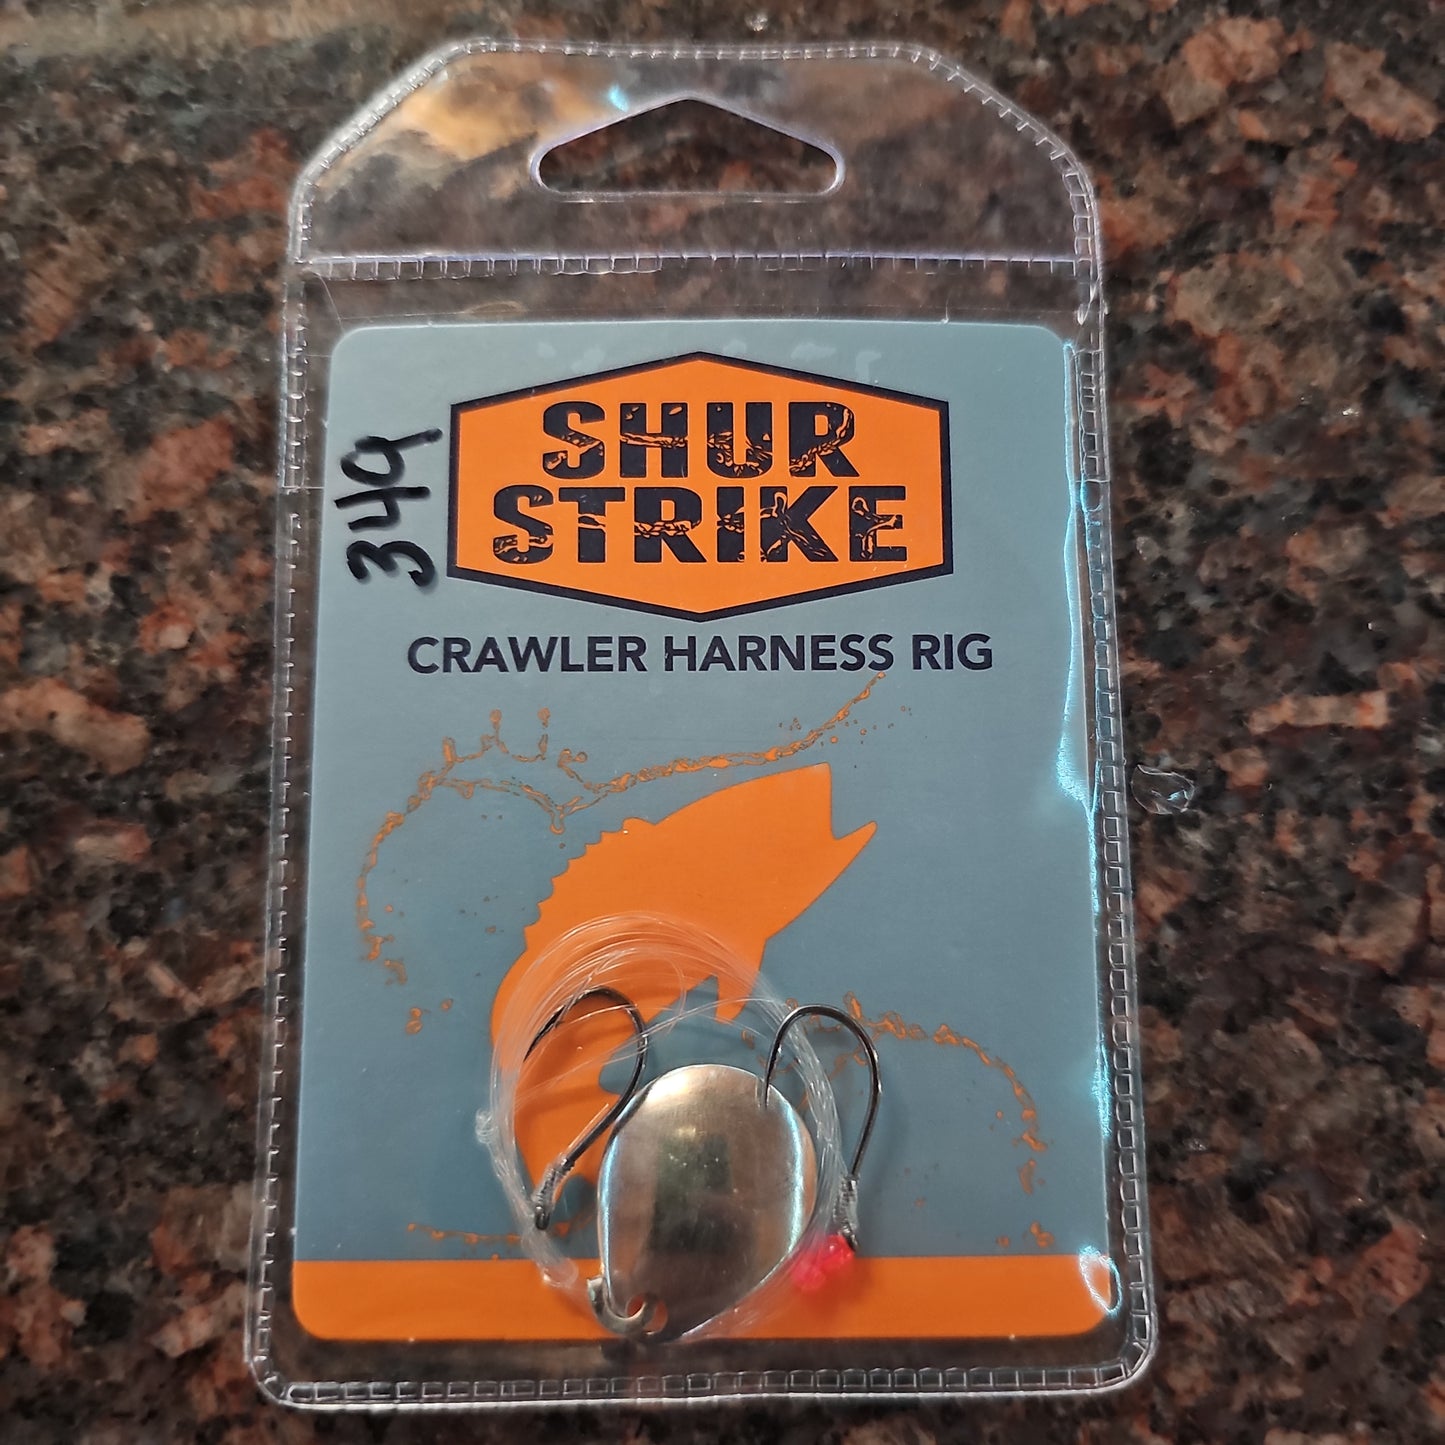 SHUR
STRIKE
349
CRAWLER HARNESS RIG